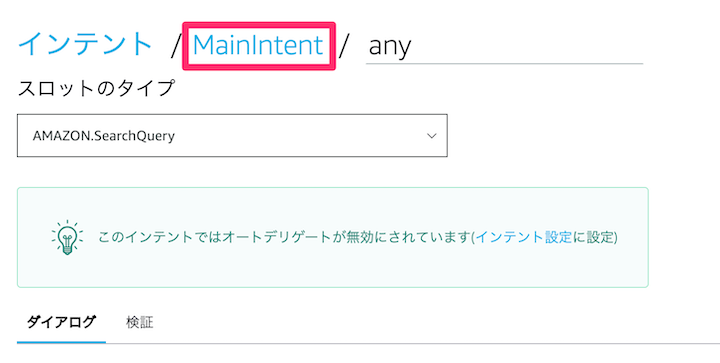 インテント / MainIntent / any
スロットのタイプ
AMAZON.SearchQuery
このインテントではオートデリゲートが無効にされています(インテント設定に設定)
ダイアログ 検証